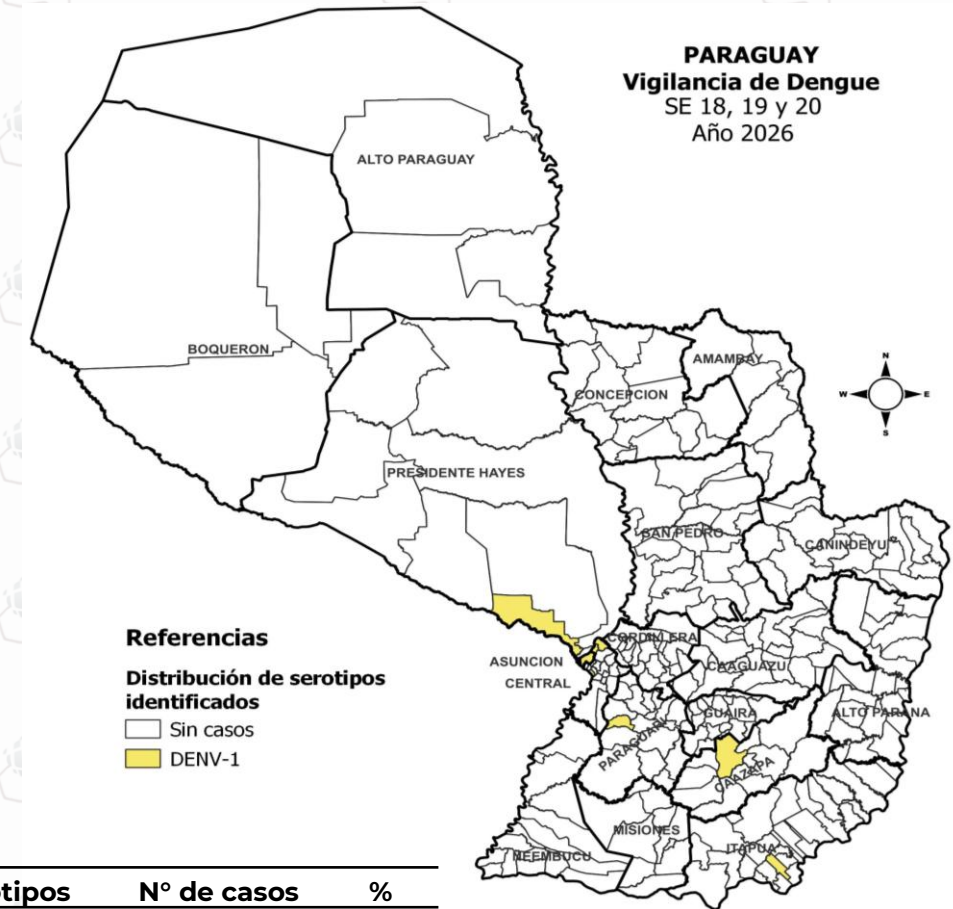 PARAGUAY
Vigilancia de Dengue
SE 18, 19 y 20
Año 2026
ALTO PARAGUAY
N
W E
S
BOQUERON
AMAMBAY
CONCEPCION
PRESIDENTE HAYES
SAN PEDRO
CANINDEYU
Referencias
Distribución de serotipos
identificados
Sin casos
DENV-1
CORDILLERA
ASUNCION
CENTRAL
CAAGUAZU
GUAIRA
ALTO PARANA
PARAGUARI
CAAZAPA
MISIONES
ITAPUA
ÑEEMBUCU
otipos N° de casos %